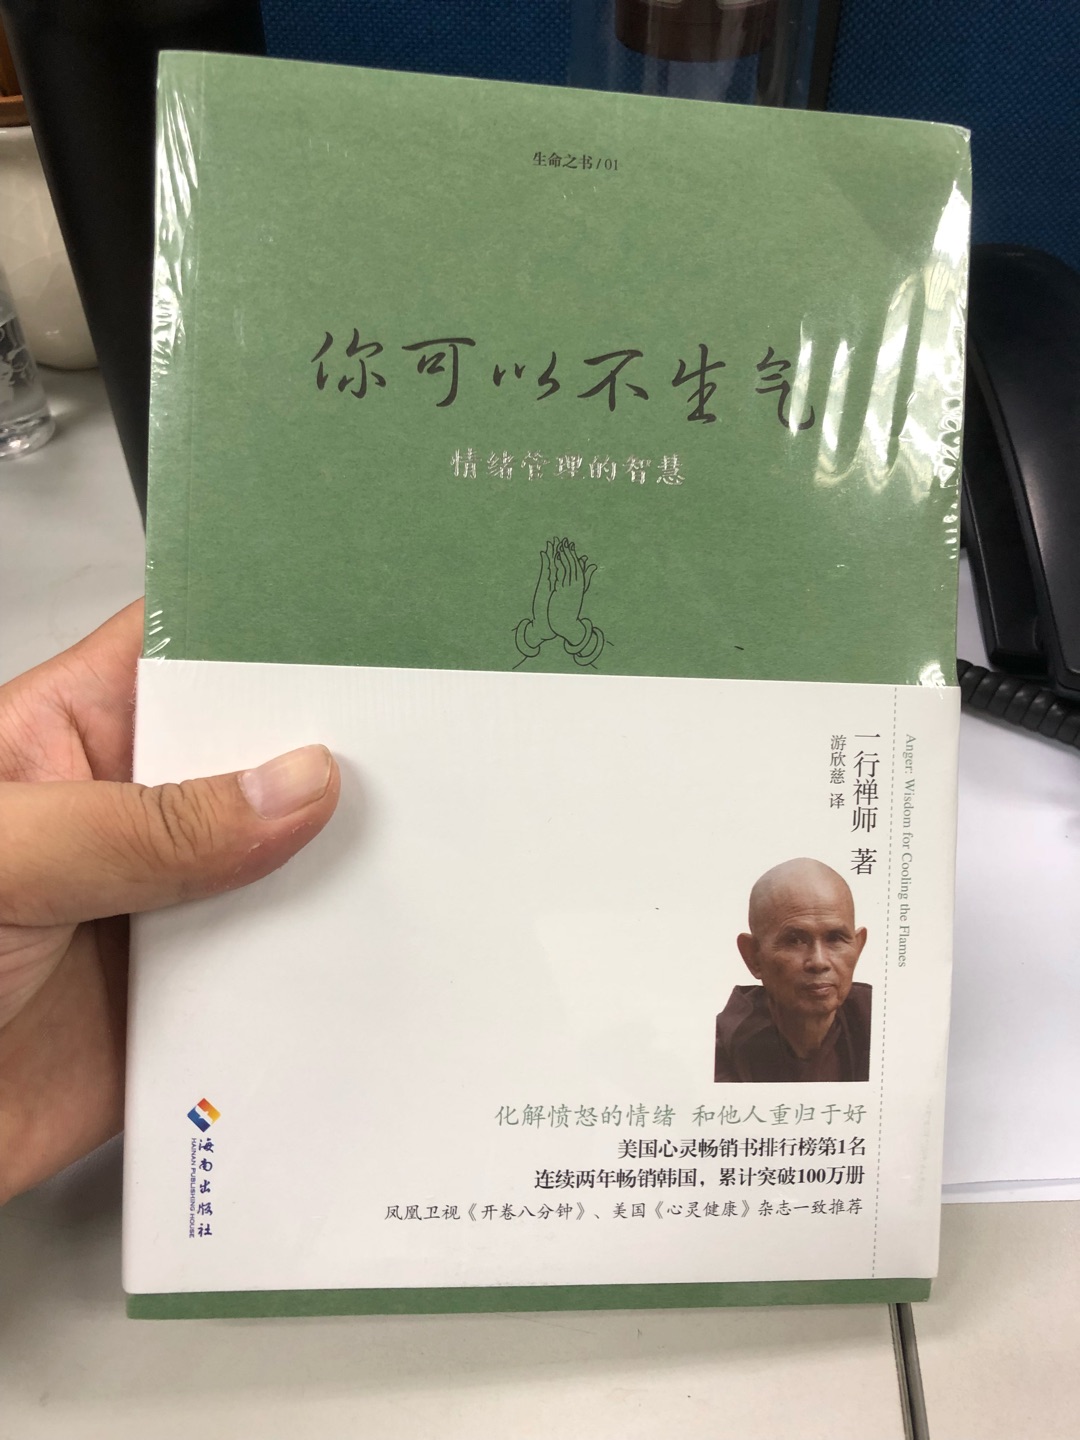 生命之书/01
你可以不生气
情绪管理的智慧
Anger: Wisdom for Cooling the Flames
一行禅师 著
游欣慈 译
化解愤怒的情绪 和他人重归于好
美国心灵畅销书排行榜第1名
连续两年畅销韩国，累计突破100万册
凤凰卫视《开卷八分钟》、美国《心灵健康》杂志一致推荐
海南出版社
HAINAN PUBLISHING HOUSE